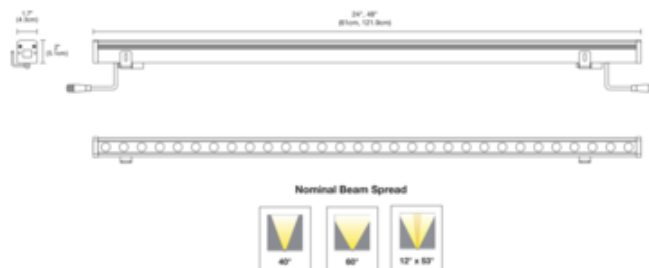 1.7"
(4.3cm)
24", 48"
(61cm, 121.9cm)
2"
(5.1cm)
Nominal Beam Spread
40°
60°
12° x 53°